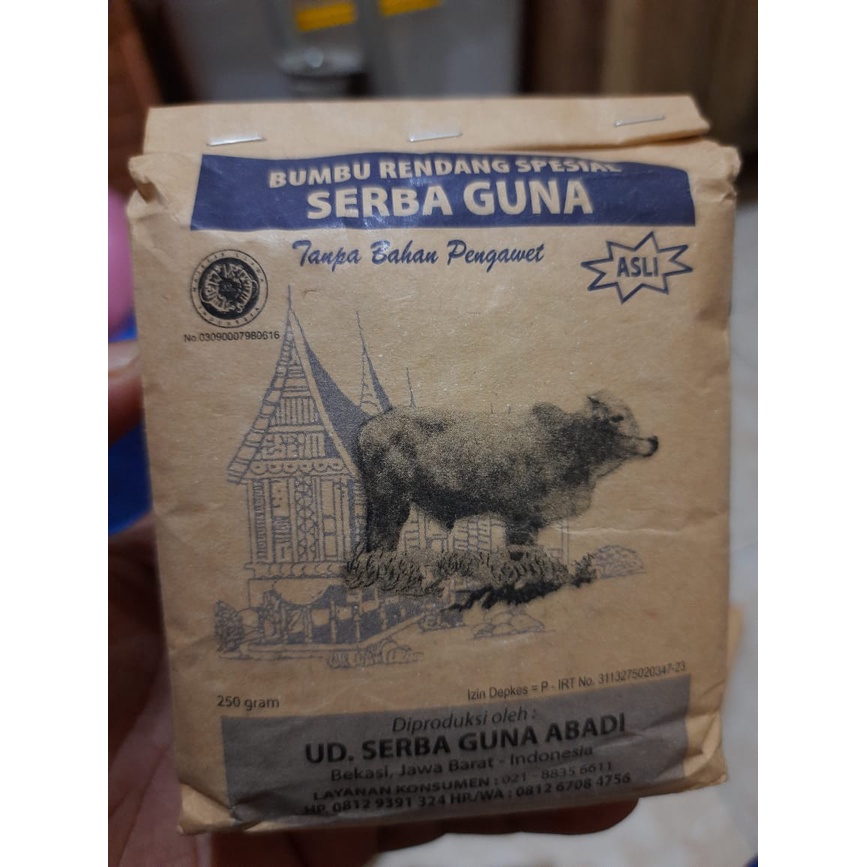 BUMBU RENDANG SPESIAL
SERBA GUNA
Tanpa Bahan Pengawet
ASLI
No.03090007980616
250 gram
Izin Depkes = P - IRT No. 3113275020347-23
Diproduksi oleh :
UD. SERBA GUNA ABADI
Bekasi, Jawa Barat - Indonesia
LAYANAN KONSUMEN : 021 - 8835 6611
HP. 0812 9391 324 HP./WA : 0812 6708 4756